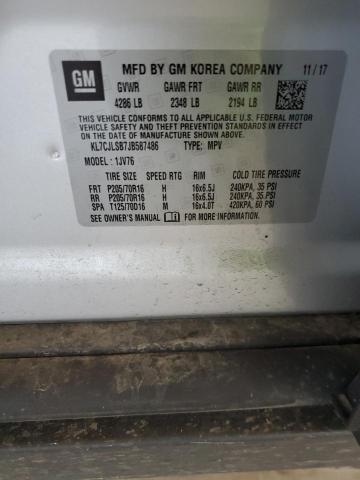 GM
MFD BY GM KOREA COMPANY 11/17
GVWR GAWR FRT GAWR RR
4286 LB 2348 LB 2194 LB
THIS VEHICLE CONFORMS TO ALL APPLICABLE U.S. FEDERAL MOTOR
VEHICLE SAFETY, BUMPER, AND THEFT PREVENTION STANDARDS IN
EFFECT ON THE DATE OF MANUFACTURE SHOWN ABOVE.
KL7CJLSB7JB587486 TYPE: MPV
MODEL: 1JV76
TIRE SIZE SPEED RTG RIM COLD TIRE PRESSURE
FRT P205/70R16 H 16x6.5J 240KPA, 35 PSI
RR P205/70R16 H 16x6.5J 240KPA, 35 PSI
SPA T125/70D16 M 16x4.0T 420KPA, 60 PSI
SEE OWNER'S MANUAL FOR MORE INFORMATION.